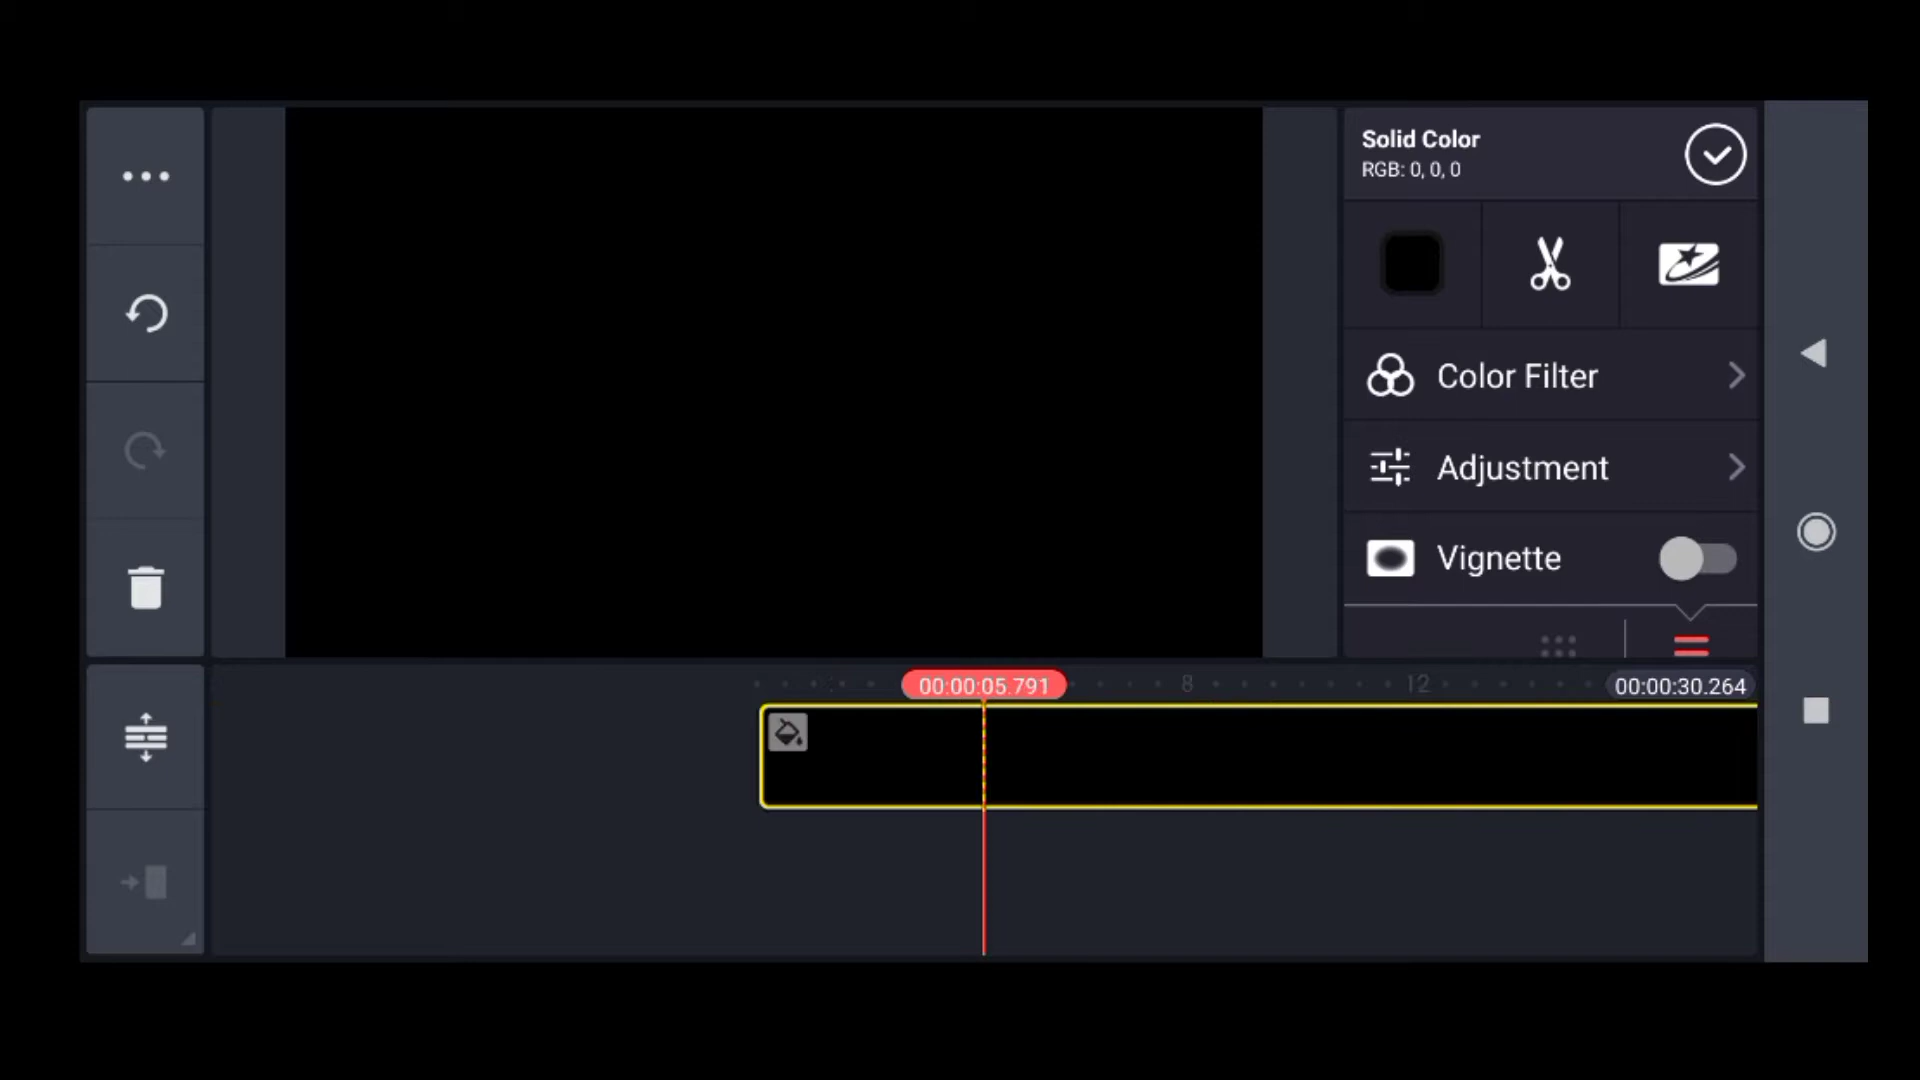 Solid Color
RGB: 0, 0, 0
Color Filter
Adjustment
Vignette
00:00:05.791
8
12
00:00:30.264